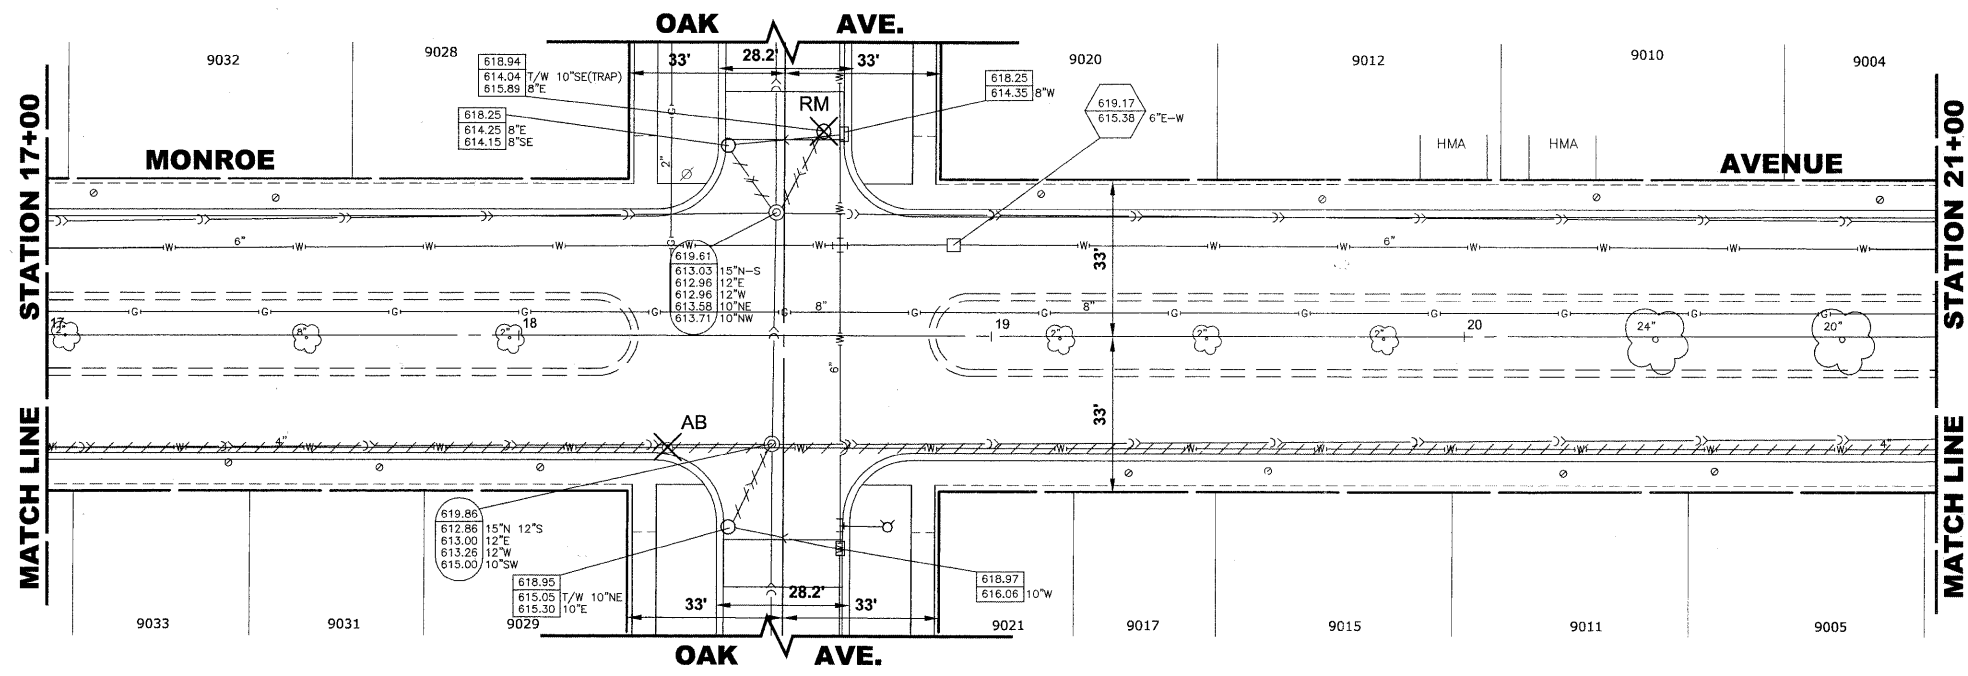 OAK AVE.
9032
9028
618.94
614.04 T/W 10"SE(TRAP)
615.89 8"E
33' 28.2' 33'
9020
9012
9010
9004
618.25
614.35 8"W
619.17
615.38 6"E-W
RM
618.25
614.25 8"E
614.15 8"SE
HMA HMA
MONROE
AVENUE
STATION 17+00
STATION 21+00
2"
G
6" W W W W W W W W W W W W 6"
619.61
613.03 15"N-S
612.96 12"E
612.96 12"W
613.58 10"NE
613.71 10"NW
33'
G G G G G G 8" G G 8" G G G G G G
17 2" 8" 2" 18
19 2" 2" 2" 20 24" 20"
6"
33'
AB
4" W W W W W W W W W W W 4"
MATCH LINE
MATCH LINE
619.86
612.86 15"N 12"S
613.00 12"E
613.26 12"W
615.00 10"SW
618.95
615.05 T/W 10"NE
615.30 10"E
618.97
616.06 10"W
33' 28.2' 33'
9033
9031
9029
9021
9017
9015
9011
9005
OAK AVE.